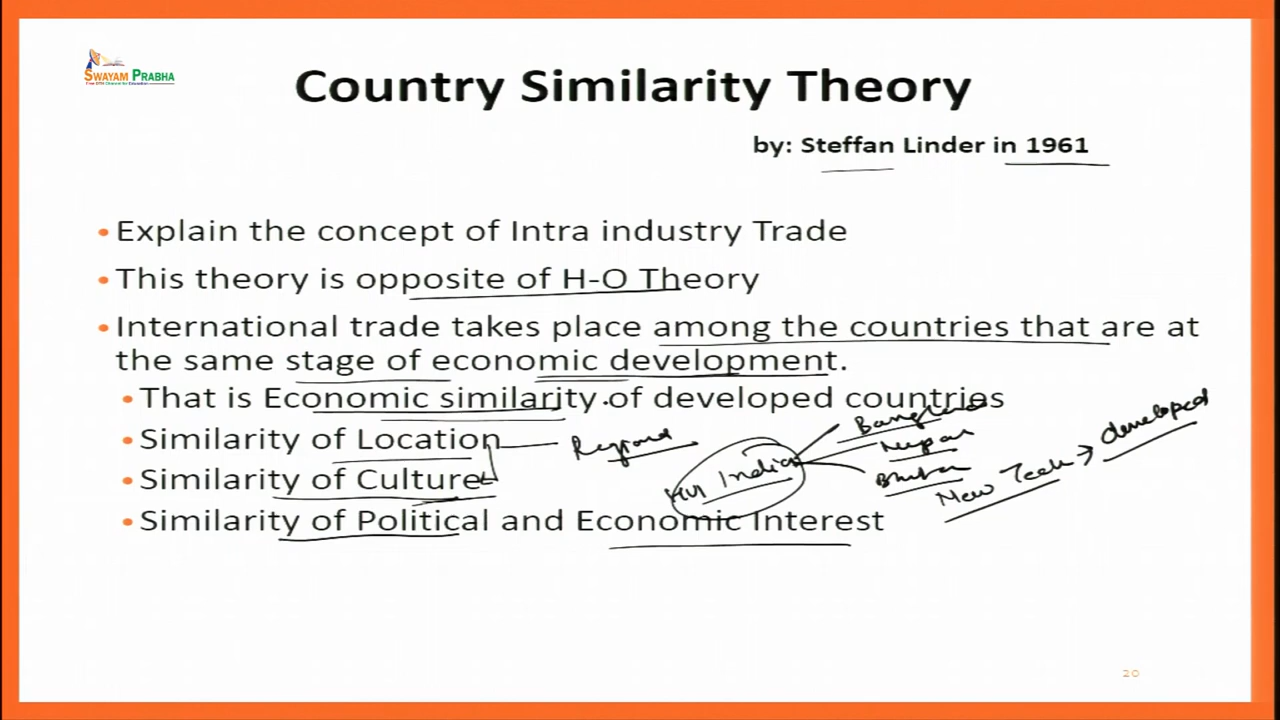 SWAYAM PRABHA
Country Similarity Theory
by: Steffan Linder in 1961
• Explain the concept of Intra industry Trade
• This theory is opposite of H-O Theory
• International trade takes place among the countries that are at
the same stage of economic development.
• That is Economic similarity of developed countries
• Similarity of Location
• Similarity of Culture
• Similarity of Political and Economic Interest
Regional
India
Nepal
Bhutan
New Tech → developed
20